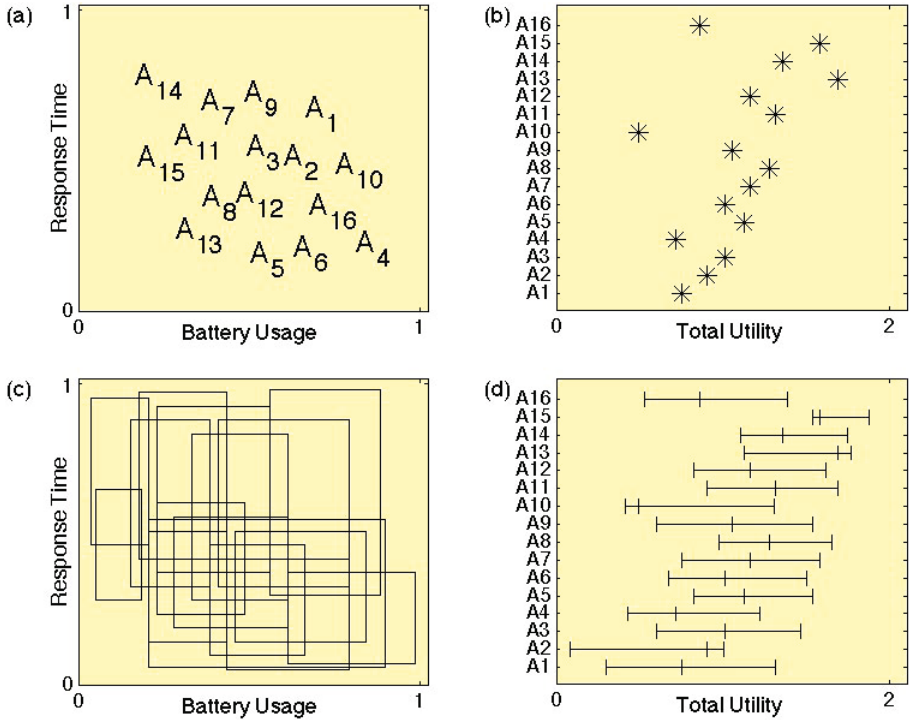 (a)
1
Response Time
0
A14
A7
A9
A1
A11
A3
A2
A10
A15
A8
A12
A16
A13
A5
A6
A4
0
1
Battery Usage
(b)
A16
A15
A14
A13
A12
A11
A10
A9
A8
A7
A6
A5
A4
A3
A2
A1
0
2
Total Utility
(c)
1
Response Time
0
0
1
Battery Usage
(d)
A16
A15
A14
A13
A12
A11
A10
A9
A8
A7
A6
A5
A4
A3
A2
A1
0
2
Total Utility